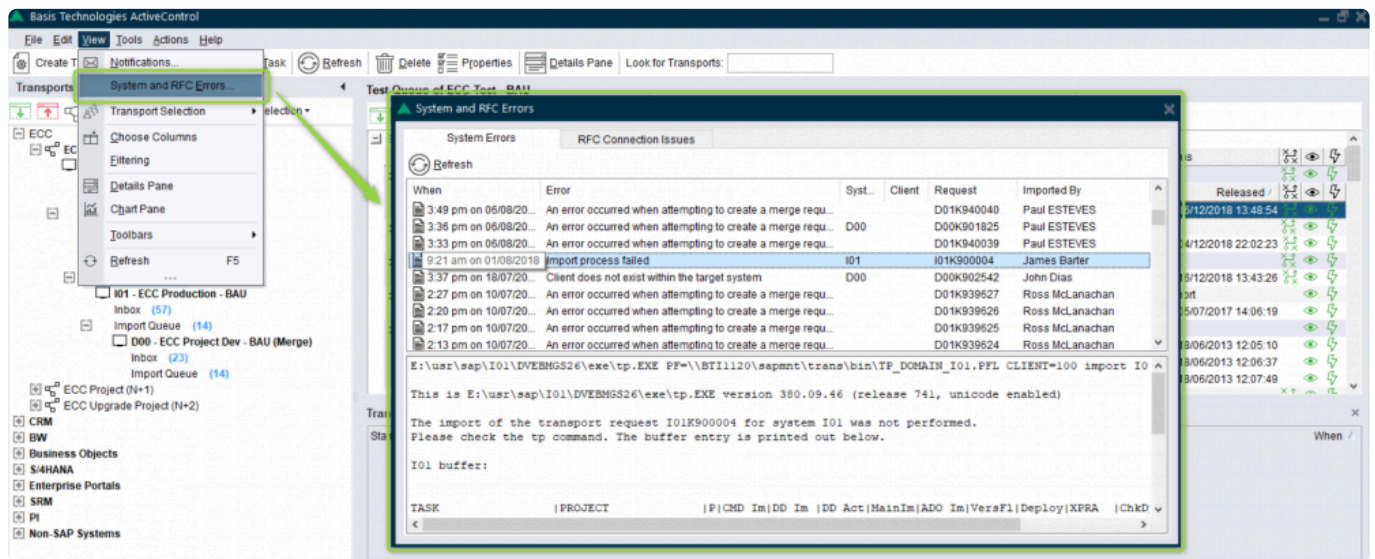 Basis Technologies ActiveControl
File Edit View Tools Actions Help
Create T Task Refresh Delete Properties Details Pane Look for Transports:
Notifications...
System and RFC Errors...
Transport Selection
Choose Columns
Filtering
Details Pane
Chart Pane
Toolbars
Refresh F5
Transports
election
ECC
EC
I01 - ECC Production - BAU
Inbox (57)
Import Queue (14)
D00 - ECC Project Dev - BAU (Merge)
Inbox (23)
Import Queue (14)
ECC Project (N+1)
ECC Upgrade Project (N+2)
CRM
BW
Business Objects
S/4HANA
Enterprise Portals
SRM
PI
Non-SAP Systems
Test Queue of ECC Test - BAU
System and RFC Errors
System Errors RFC Connection Issues
Refresh
When Error Syst... Client Request Imported By
3:49 pm on 06/08/20... An error occurred when attempting to create a merge requ... D01K940040 Paul ESTEVES
3:36 pm on 06/08/20... An error occurred when attempting to create a merge requ... D00 D00K901825 Paul ESTEVES
3:33 pm on 06/08/20... An error occurred when attempting to create a merge requ... D01K940039 Paul ESTEVES
9:21 am on 01/08/2018 Import process failed I01 I01K900004 James Barter
3:37 pm on 18/07/20... Client does not exist within the target system D00 D00K902542 John Dias
2:27 pm on 10/07/20... An error occurred when attempting to create a merge requ... D01K939627 Ross McLanachan
2:20 pm on 10/07/20... An error occurred when attempting to create a merge requ... D01K939626 Ross McLanachan
2:17 pm on 10/07/20... An error occurred when attempting to create a merge requ... D01K939625 Ross McLanachan
2:13 pm on 10/07/20... An error occurred when attempting to create a merge requ... D01K939624 Ross McLanachan
E:\usr\sap\I01\DVEBMGS26\exe\tp.EXE PF=\\BTI1120\sapmnt\trans\bin\TP_DOMAIN_I01.PFL CLIENT=100 import I0
This is E:\usr\sap\I01\DVEBMGS26\exe\tp.EXE version 380.09.46 (release 741, unicode enabled)
The import of the transport request I01K900004 for system I01 was not performed.
Please check the tp command. The buffer entry is printed out below.
I01 buffer:
TASK |PROJECT |P|CMD Im|DD Im |DD Act|MainIm|ADO Im|VersFl|Deploy|XPRA |ChkD
us
Released /
6/12/2018 13:48:54
04/12/2018 22:02:23
16/12/2018 13:43:26
ort
05/07/2017 14:06:19
18/06/2013 12:05:10
18/06/2013 12:06:37
18/06/2013 12:07:49
Tran
Sta
When /